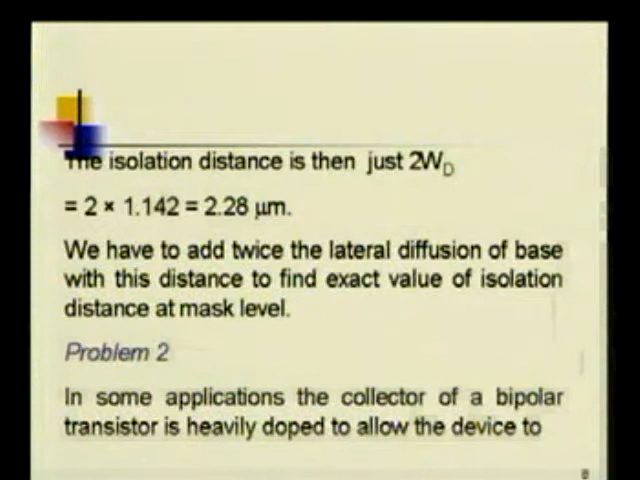 The isolation distance is then just 2W_D
= 2 × 1.142 = 2.28 μm.
We have to add twice the lateral diffusion of base
with this distance to find exact value of isolation
distance at mask level.
Problem 2
In some applications the collector of a bipolar
transistor is heavily doped to allow the device to
8